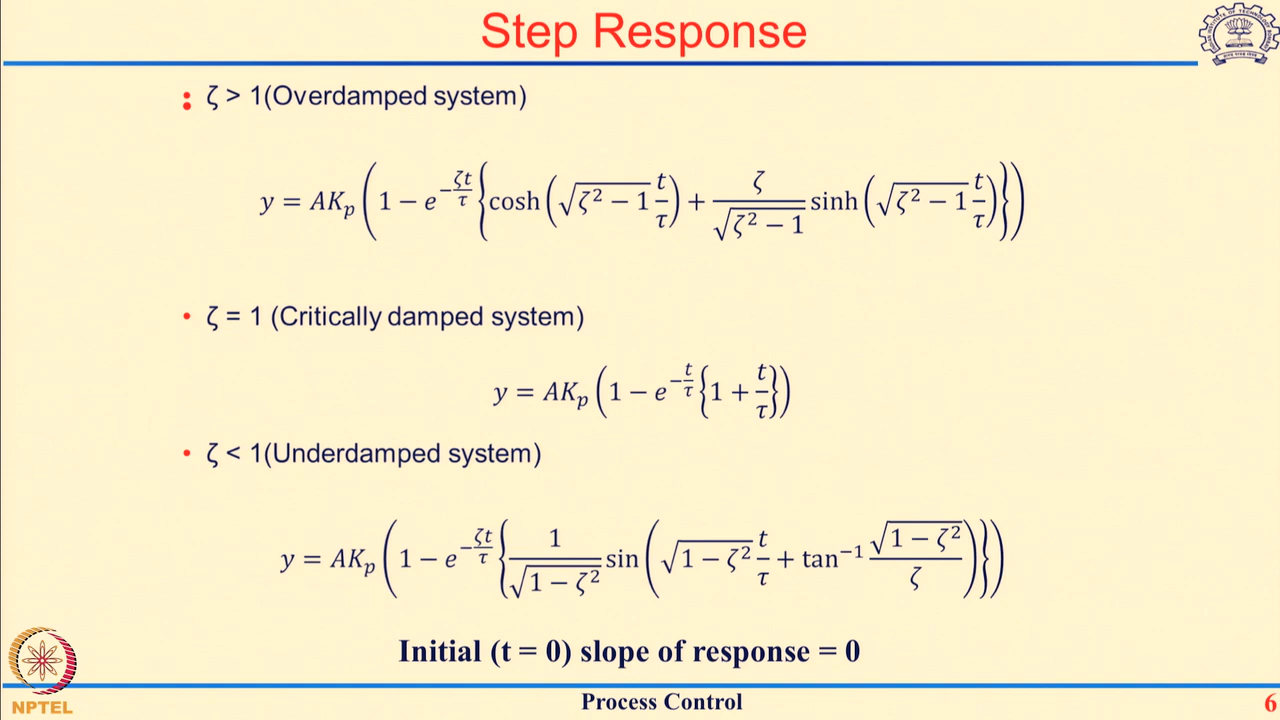 Step Response
: ζ > 1(Overdamped system)
y = AK_p (1 − e^{−ζt/τ} {cosh (√(ζ² − 1) t/τ) + ζ/√(ζ² − 1) sinh (√(ζ² − 1) t/τ)})
• ζ = 1 (Critically damped system)
y = AK_p (1 − e^{−t/τ} {1 + t/τ})
• ζ < 1(Underdamped system)
y = AK_p (1 − e^{−ζt/τ} {1/√(1 − ζ²) sin (√(1 − ζ²) t/τ + tan⁻¹ √(1 − ζ²)/ζ)})
Initial (t = 0) slope of response = 0
NPTEL
Process Control
6